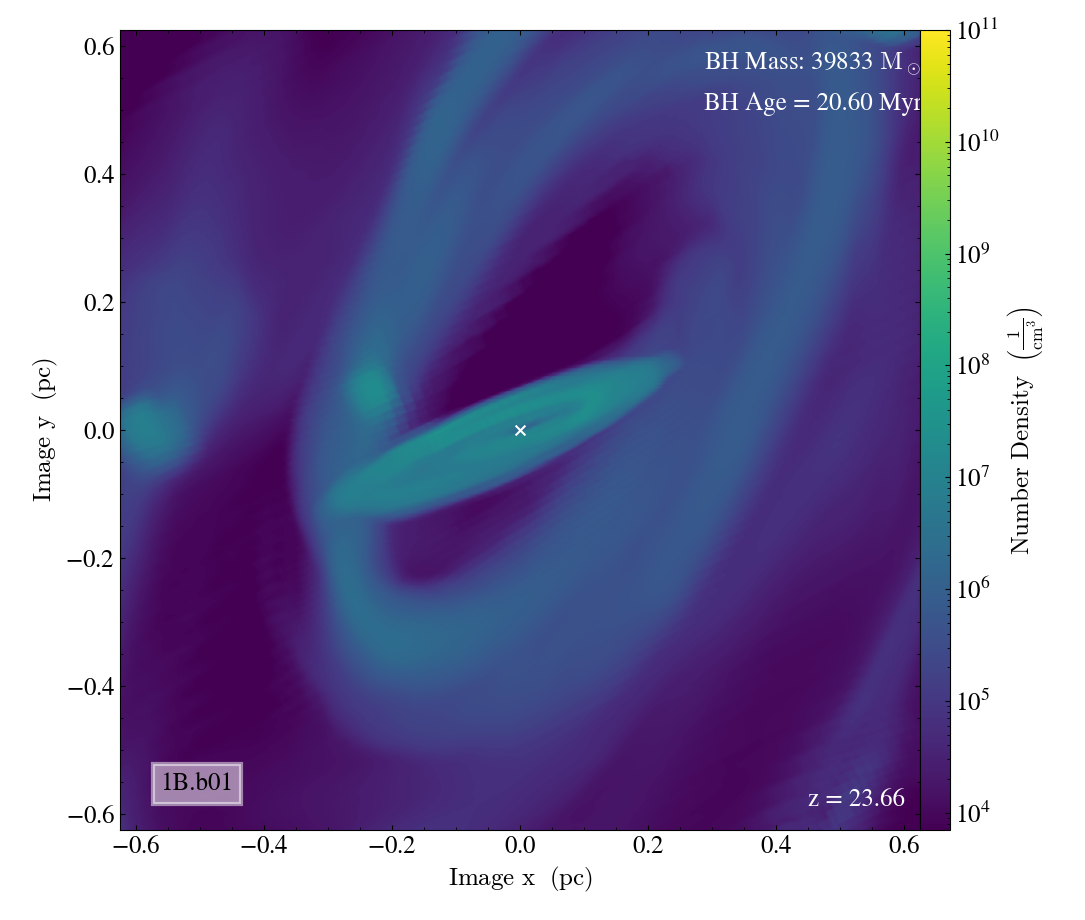 BH Mass: 39833 M☉
BH Age = 20.60 Myr
1B.b01
z = 23.66
0.6
0.4
0.2
0.0
−0.2
−0.4
−0.6
Image y (pc)
−0.6 −0.4 −0.2 0.0 0.2 0.4 0.6
Image x (pc)
10¹¹
10¹⁰
10⁹
10⁸
10⁷
10⁶
10⁵
10⁴
Number Density (1/cm³)